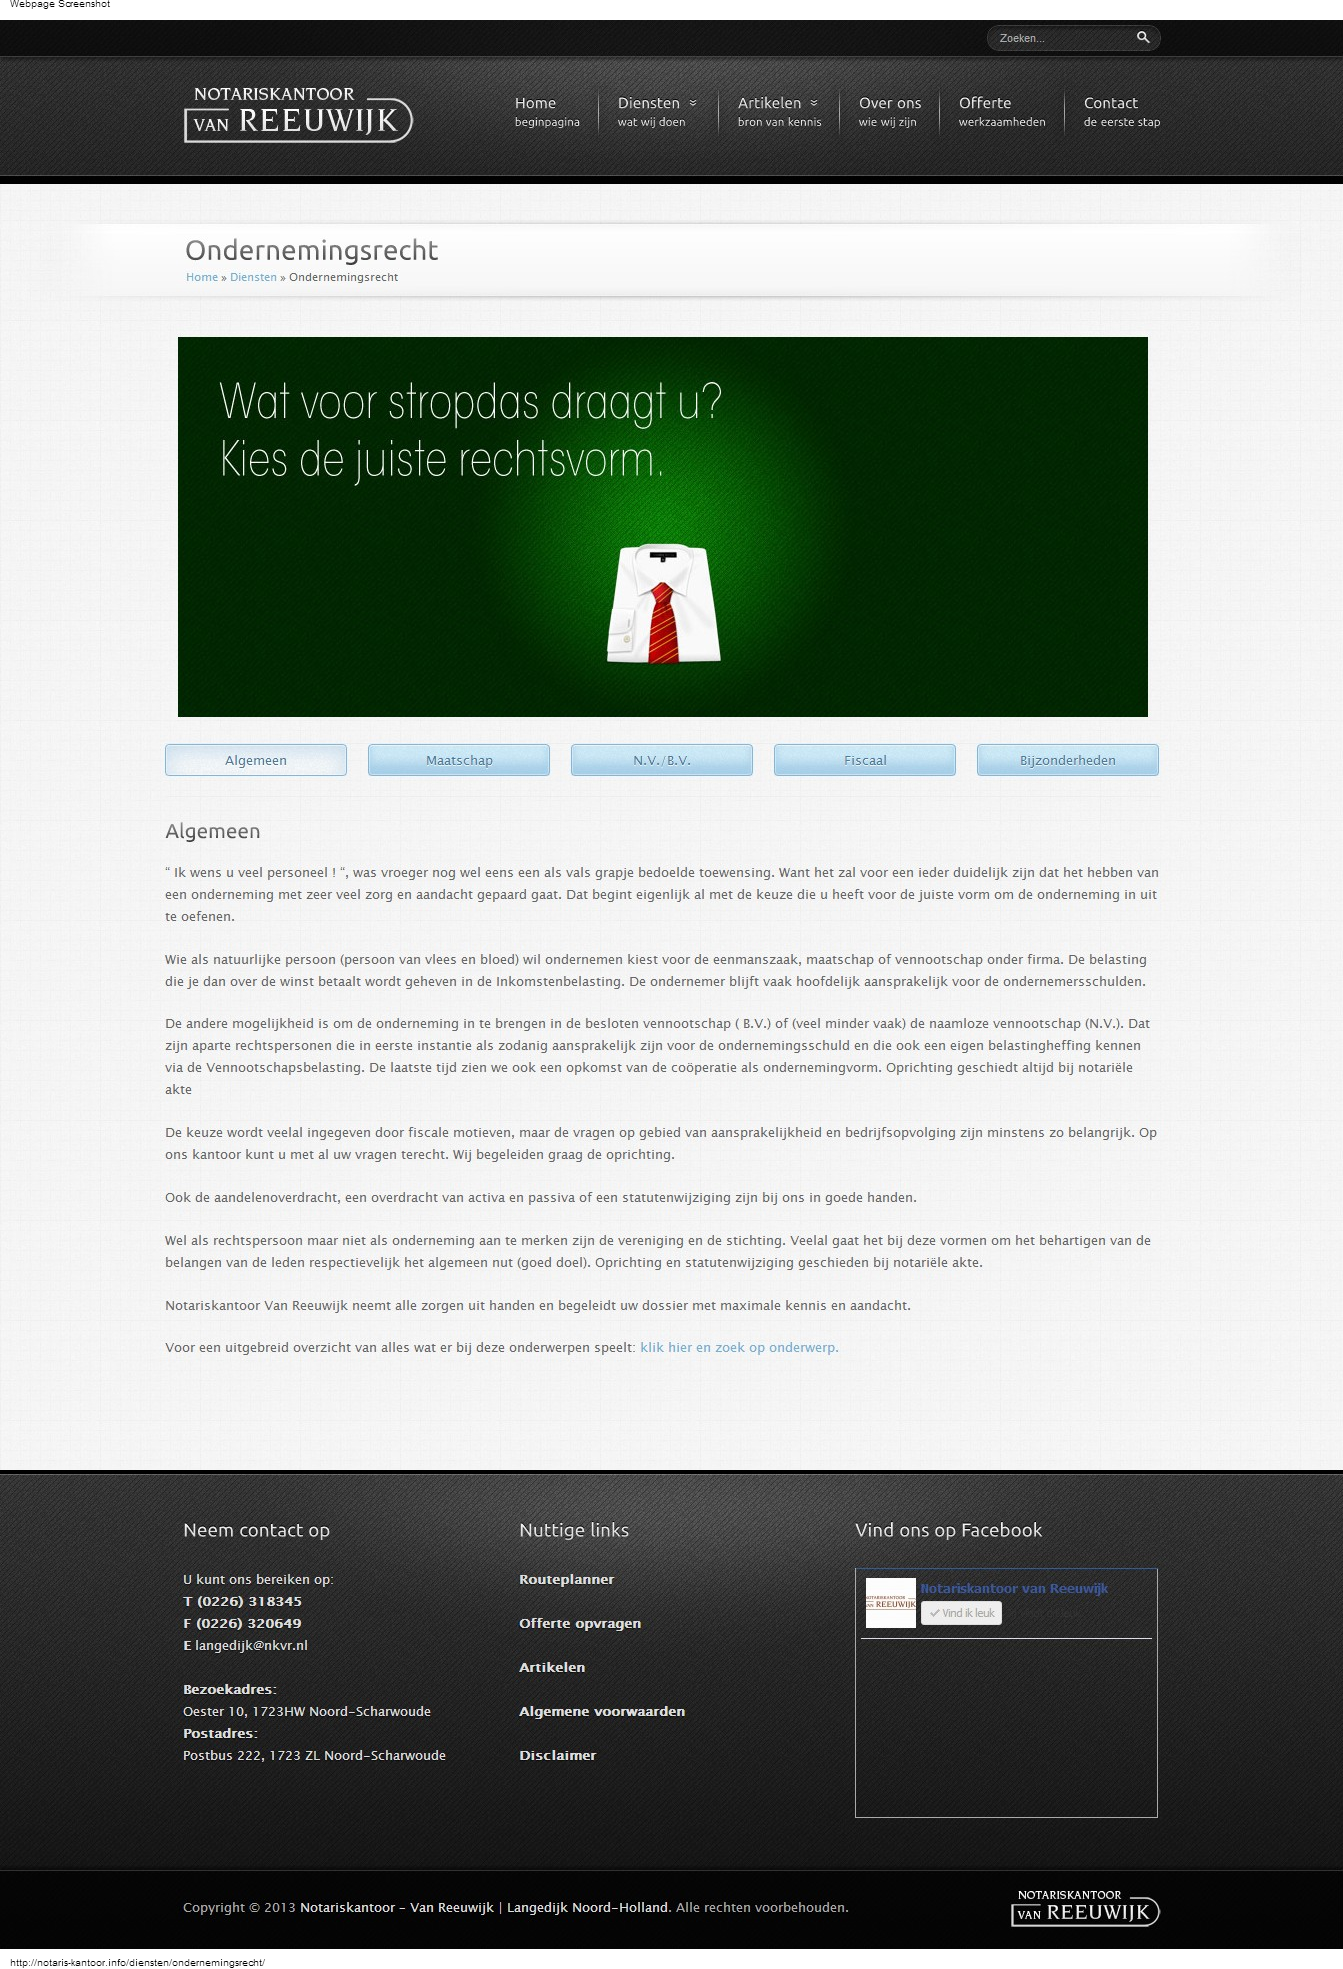 Webpage Screenshot
Zoeken...
NOTARISKANTOOR
VAN REEUWIJK
Home
beginpagina
Diensten
wat wij doen
Artikelen
bron van kennis
Over ons
wie wij zijn
Offerte
werkzaamheden
Contact
de eerste stap
Ondernemingsrecht
Home » Diensten » Ondernemingsrecht
Wat voor stropdas draagt u?
Kies de juiste rechtsvorm.
Algemeen
Maatschap
N.V./B.V.
Fiscaal
Bijzonderheden
Algemeen
“ Ik wens u veel personeel ! “, was vroeger nog wel eens een als vals grapje bedoelde toewensing. Want het zal voor een ieder duidelijk zijn dat het hebben van
een onderneming met zeer veel zorg en aandacht gepaard gaat. Dat begint eigenlijk al met de keuze die u heeft voor de juiste vorm om de onderneming in uit
te oefenen.
Wie als natuurlijke persoon (persoon van vlees en bloed) wil ondernemen kiest voor de eenmanszaak, maatschap of vennootschap onder firma. De belasting
die je dan over de winst betaalt wordt geheven in de Inkomstenbelasting. De ondernemer blijft vaak hoofdelijk aansprakelijk voor de ondernemersschulden.
De andere mogelijkheid is om de onderneming in te brengen in de besloten vennootschap ( B.V.) of (veel minder vaak) de naamloze vennootschap (N.V.). Dat
zijn aparte rechtspersonen die in eerste instantie als zodanig aansprakelijk zijn voor de ondernemingsschuld en die ook een eigen belastingheffing kennen
via de Vennootschapsbelasting. De laatste tijd zien we ook een opkomst van de coöperatie als ondernemingvorm. Oprichting geschiedt altijd bij notariële
akte
De keuze wordt veelal ingegeven door fiscale motieven, maar de vragen op gebied van aansprakelijkheid en bedrijfsopvolging zijn minstens zo belangrijk. Op
ons kantoor kunt u met al uw vragen terecht. Wij begeleiden graag de oprichting.
Ook de aandelenoverdracht, een overdracht van activa en passiva of een statutenwijziging zijn bij ons in goede handen.
Wel als rechtspersoon maar niet als onderneming aan te merken zijn de vereniging en de stichting. Veelal gaat het bij deze vormen om het behartigen van de
belangen van de leden respectievelijk het algemeen nut (goed doel). Oprichting en statutenwijziging geschieden bij notariële akte.
Notariskantoor Van Reeuwijk neemt alle zorgen uit handen en begeleidt uw dossier met maximale kennis en aandacht.
Voor een uitgebreid overzicht van alles wat er bij deze onderwerpen speelt: klik hier en zoek op onderwerp.
Neem contact op
U kunt ons bereiken op:
T (0226) 318345
F (0226) 320649
E langedijk@nkvr.nl
Bezoekadres:
Oester 10, 1723HW Noord-Scharwoude
Postadres:
Postbus 222, 1723 ZL Noord-Scharwoude
Nuttige links
Routeplanner
Offerte opvragen
Artikelen
Algemene voorwaarden
Disclaimer
Vind ons op Facebook
NOTARISKANTOOR
VAN REEUWIJK
Notariskantoor van Reeuwijk
Vind ik leuk
Copyright © 2013 Notariskantoor - Van Reeuwijk | Langedijk Noord-Holland. Alle rechten voorbehouden.
NOTARISKANTOOR
VAN REEUWIJK
http://notaris-kantoor.info/diensten/ondernemingsrecht/